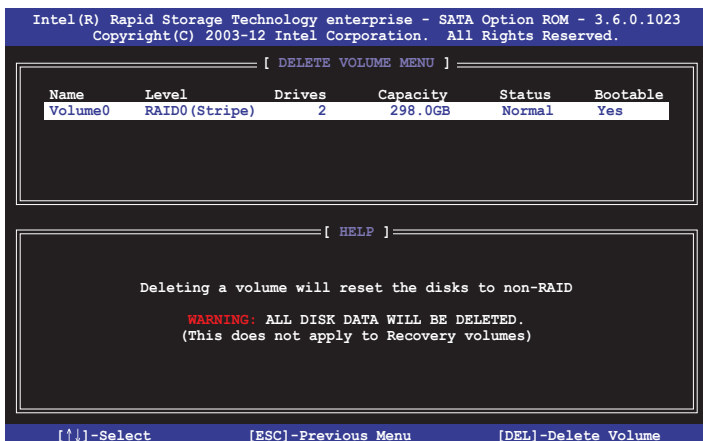 Intel(R) Rapid Storage Technology enterprise - SATA Option ROM - 3.6.0.1023
Copyright(C) 2003-12 Intel Corporation. All Rights Reserved.
[ DELETE VOLUME MENU ]
Name Level Drives Capacity Status Bootable
Volume0 RAID0(Stripe) 2 298.0GB Normal Yes
[ HELP ]
Deleting a volume will reset the disks to non-RAID
WARNING: ALL DISK DATA WILL BE DELETED.
(This does not apply to Recovery volumes)
[↑↓]-Select [ESC]-Previous Menu [DEL]-Delete Volume